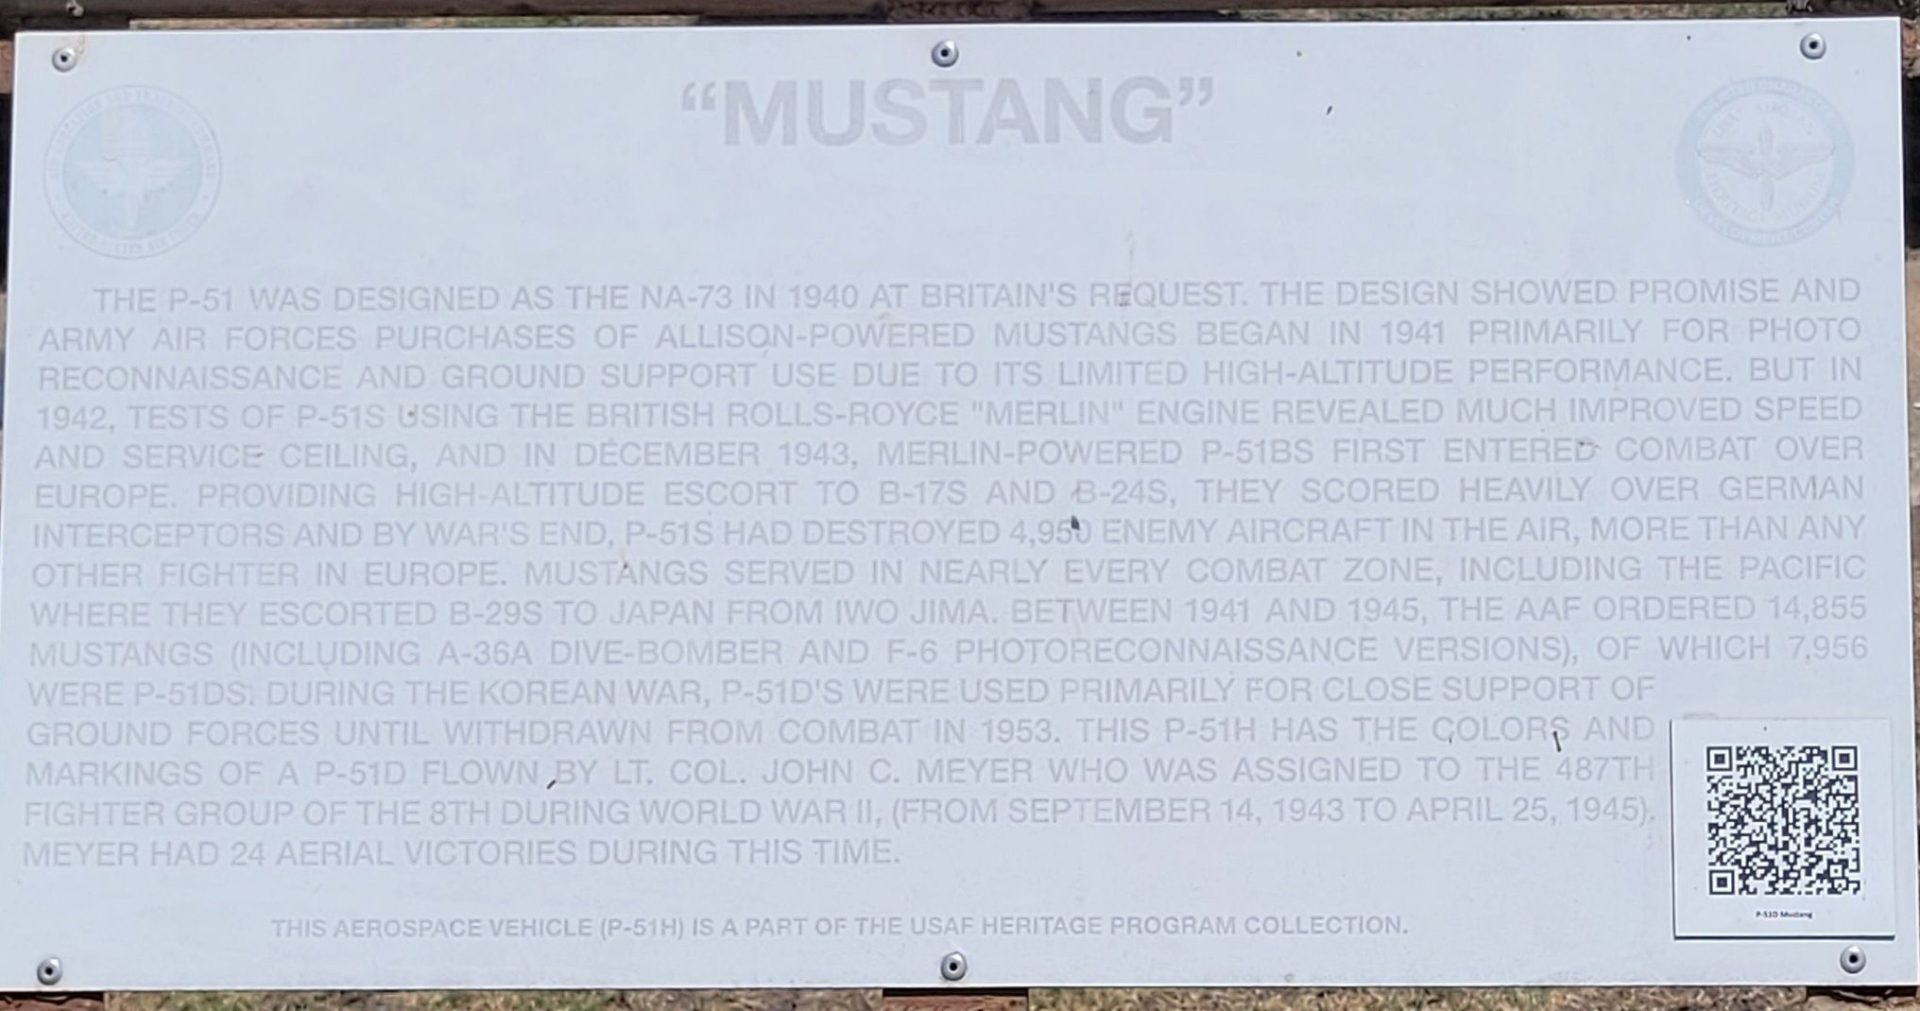 "MUSTANG"
THE P-51 WAS DESIGNED AS THE NA-73 IN 1940 AT BRITAIN'S REQUEST. THE DESIGN SHOWED PROMISE AND
ARMY AIR FORCES PURCHASES OF ALLISON-POWERED MUSTANGS BEGAN IN 1941 PRIMARILY FOR PHOTO
RECONNAISSANCE AND GROUND SUPPORT USE DUE TO ITS LIMITED HIGH-ALTITUDE PERFORMANCE. BUT IN
1942, TESTS OF P-51S USING THE BRITISH ROLLS-ROYCE "MERLIN" ENGINE REVEALED MUCH IMPROVED SPEED
AND SERVICE CEILING, AND IN DECEMBER 1943, MERLIN-POWERED P-51BS FIRST ENTERED COMBAT OVER
EUROPE. PROVIDING HIGH-ALTITUDE ESCORT TO B-17S AND B-24S, THEY SCORED HEAVILY OVER GERMAN
INTERCEPTORS AND BY WAR'S END, P-51S HAD DESTROYED 4,950 ENEMY AIRCRAFT IN THE AIR, MORE THAN ANY
OTHER FIGHTER IN EUROPE. MUSTANGS SERVED IN NEARLY EVERY COMBAT ZONE, INCLUDING THE PACIFIC
WHERE THEY ESCORTED B-29S TO JAPAN FROM IWO JIMA. BETWEEN 1941 AND 1945, THE AAF ORDERED 14,855
MUSTANGS (INCLUDING A-36A DIVE-BOMBER AND F-6 PHOTORECONNAISSANCE VERSIONS), OF WHICH 7,956
WERE P-51DS. DURING THE KOREAN WAR, P-51D'S WERE USED PRIMARILY FOR CLOSE SUPPORT OF
GROUND FORCES UNTIL WITHDRAWN FROM COMBAT IN 1953. THIS P-51H HAS THE COLORS AND
MARKINGS OF A P-51D FLOWN BY LT. COL. JOHN C. MEYER WHO WAS ASSIGNED TO THE 487TH
FIGHTER GROUP OF THE 8TH DURING WORLD WAR II, (FROM SEPTEMBER 14, 1943 TO APRIL 25, 1945).
MEYER HAD 24 AERIAL VICTORIES DURING THIS TIME.
P-51D Mustang
THIS AEROSPACE VEHICLE (P-51H) IS A PART OF THE USAF HERITAGE PROGRAM COLLECTION.